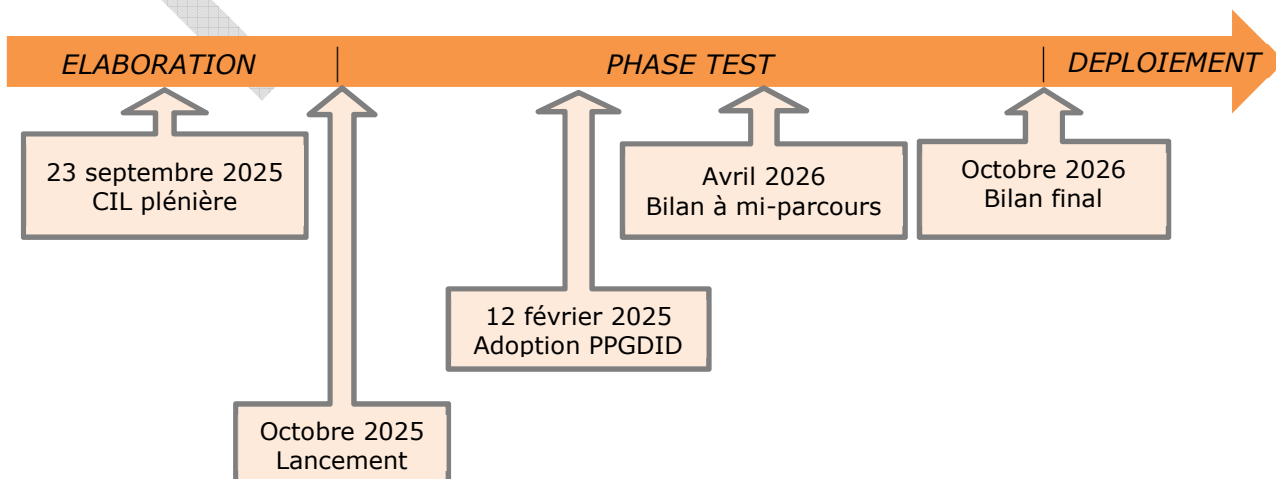 ELABORATION
PHASE TEST
DEPLOIEMENT
23 septembre 2025
CIL plénière
Avril 2026
Bilan à mi-parcours
Octobre 2026
Bilan final
12 février 2025
Adoption PPGDID
Octobre 2025
Lancement